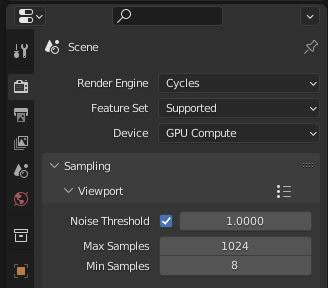 Scene
Render Engine Cycles
Feature Set Supported
Device GPU Compute
Sampling
Viewport
Noise Threshold 1.0000
Max Samples 1024
Min Samples 8